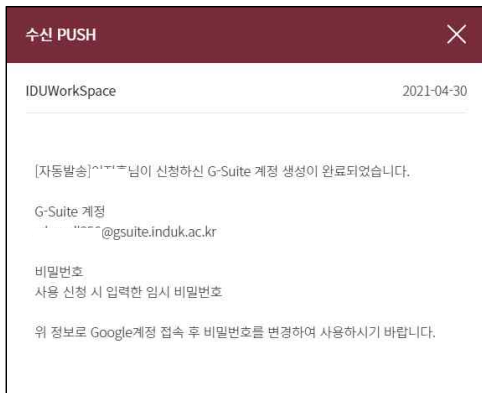 수신 PUSH
IDUWorkSpace
2021-04-30
[자동발송] 님이 신청하신 G-Suite 계정 생성이 완료되었습니다.
G-Suite 계정
@gsuite.induk.ac.kr
비밀번호
사용 신청 시 입력한 임시 비밀번호
위 정보로 Google계정 접속 후 비밀번호를 변경하여 사용하시기 바랍니다.